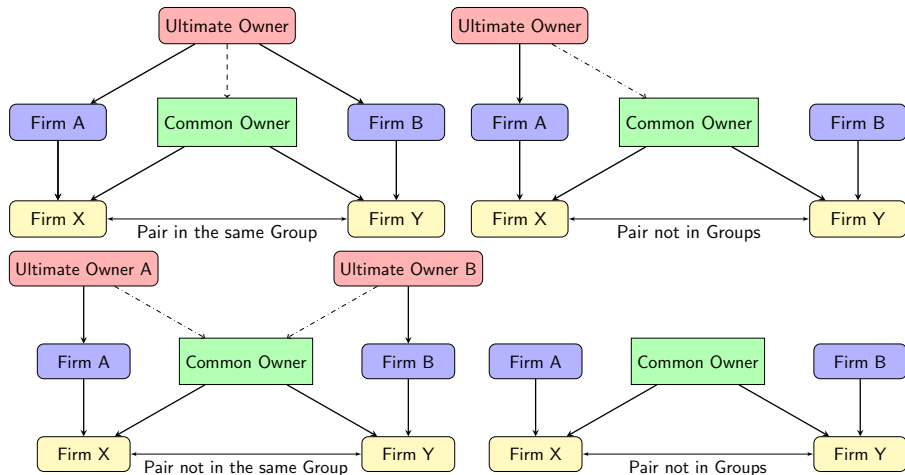 Ultimate Owner
Firm A
Common Owner
Firm B
Firm X
Firm Y
Pair in the same Group
Ultimate Owner
Firm A
Common Owner
Firm B
Firm X
Firm Y
Pair not in Groups
Ultimate Owner A
Ultimate Owner B
Firm A
Common Owner
Firm B
Firm X
Firm Y
Pair not in the same Group
Firm A
Common Owner
Firm B
Firm X
Firm Y
Pair not in Groups